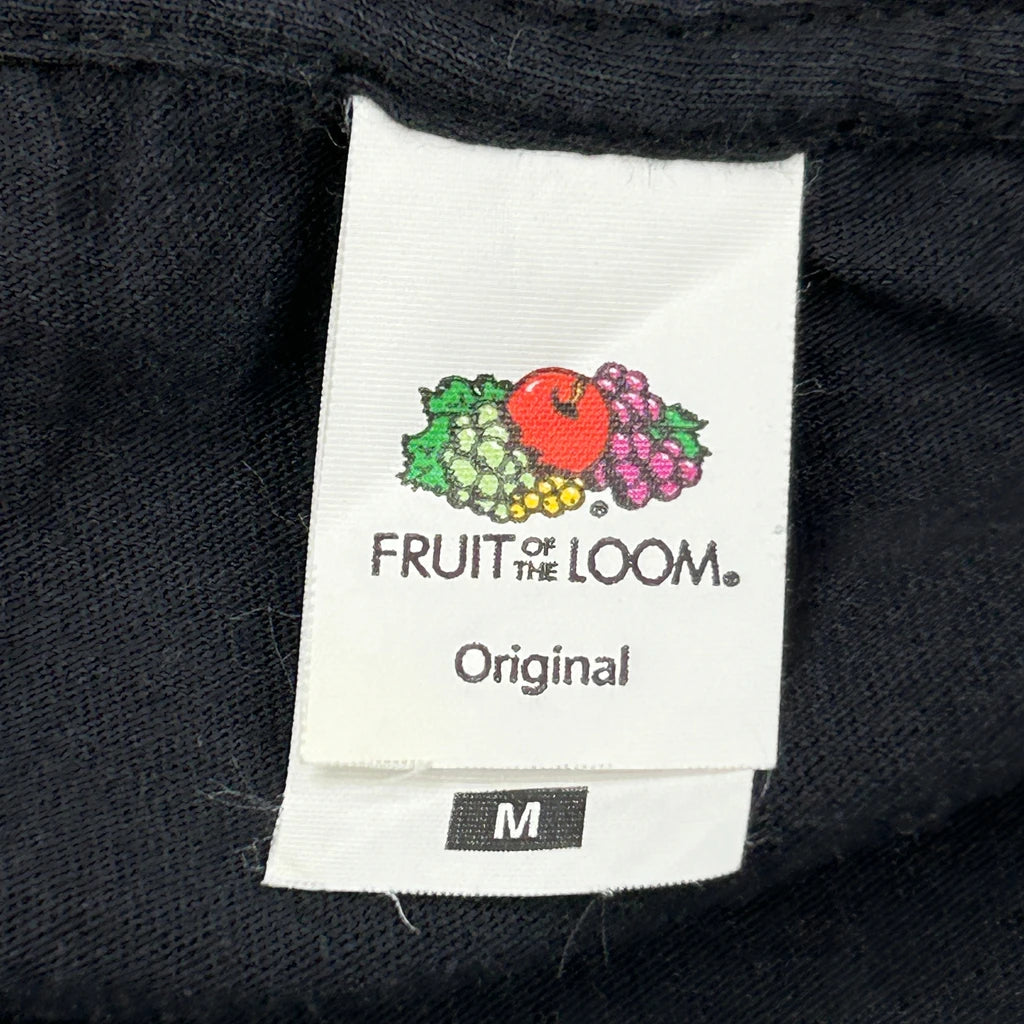 FRUIT OF THE LOOM®
Original
M